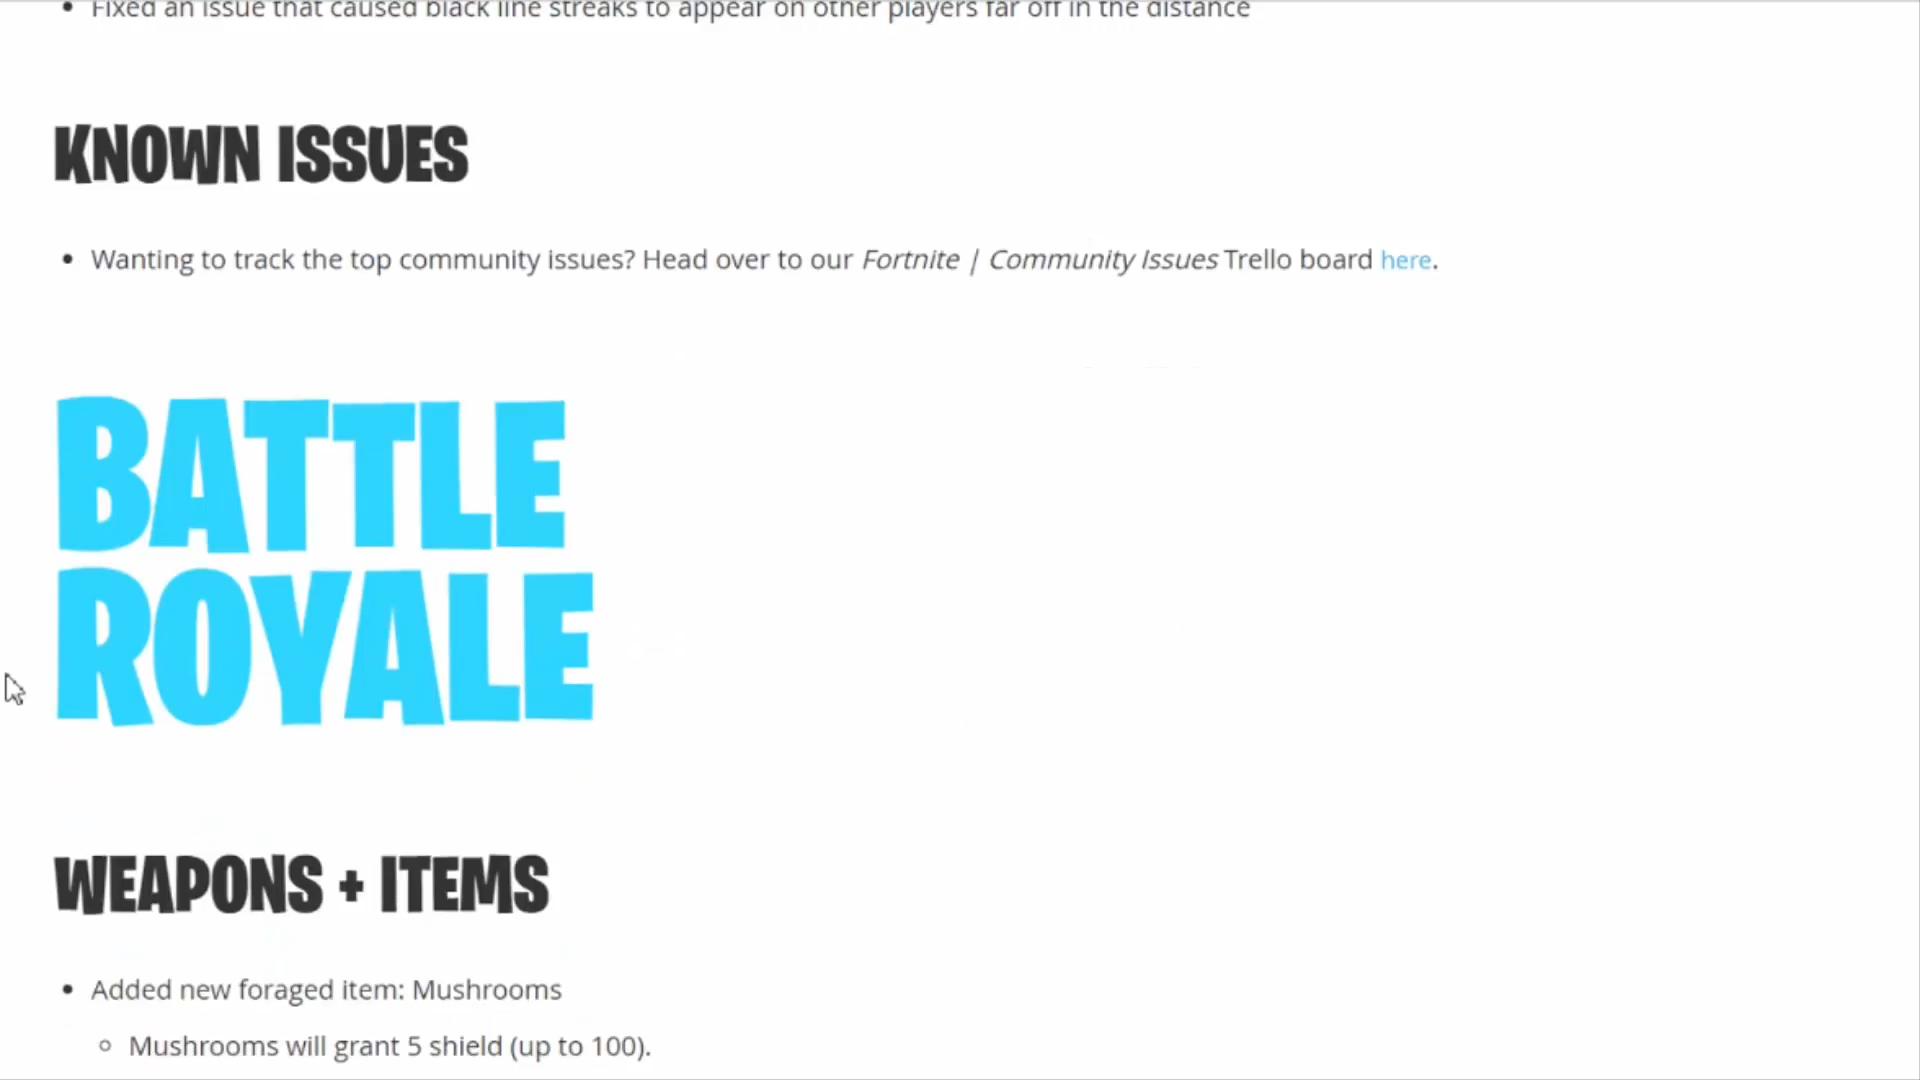 Fixed an issue that caused black line streaks to appear on other players far off in the distance
KNOWN ISSUES
Wanting to track the top community issues? Head over to our Fortnite | Community Issues Trello board here.
BATTLE
ROYALE
WEAPONS + ITEMS
Added new foraged item: Mushrooms
Mushrooms will grant 5 shield (up to 100).